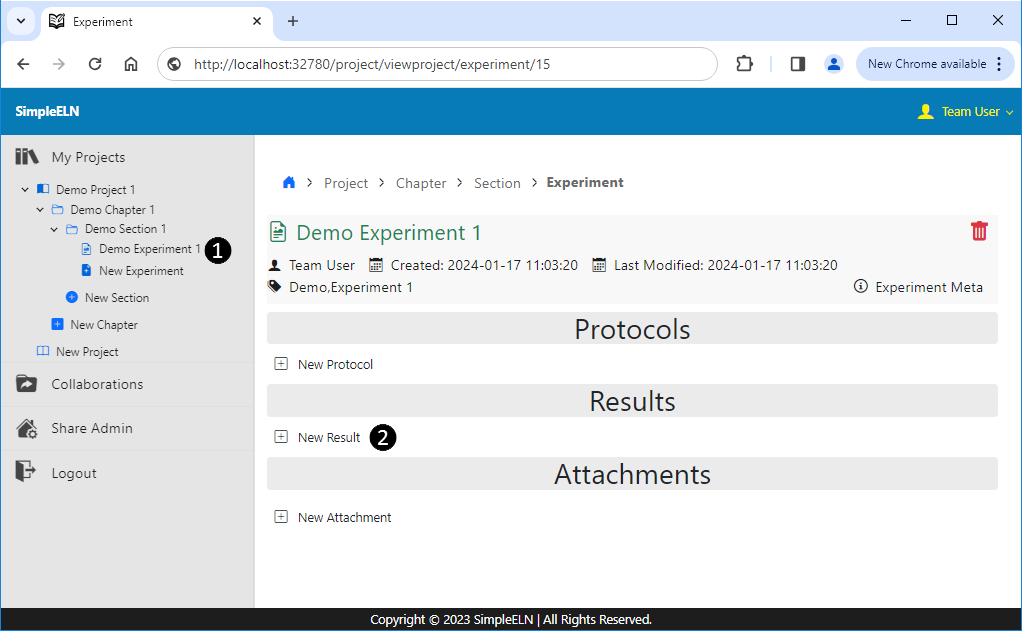 Experiment
http://localhost:32780/project/viewproject/experiment/15
New Chrome available
SimpleELN
Team User
My Projects
Demo Project 1
Demo Chapter 1
Demo Section 1
Demo Experiment 1
1
New Experiment
New Section
New Chapter
New Project
Collaborations
Share Admin
Logout
Project > Chapter > Section > Experiment
Demo Experiment 1
Team User Created: 2024-01-17 11:03:20 Last Modified: 2024-01-17 11:03:20
Demo,Experiment 1
Experiment Meta
Protocols
New Protocol
Results
New Result
2
Attachments
New Attachment
Copyright © 2023 SimpleELN | All Rights Reserved.